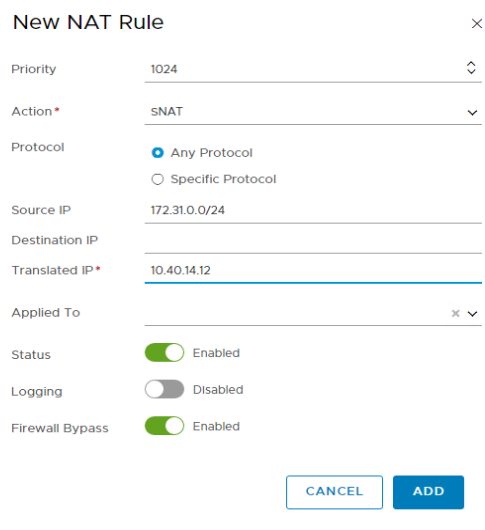 New NAT Rule
Priority 1024
Action* SNAT
Protocol Any Protocol
Specific Protocol
Source IP 172.31.0.0/24
Destination IP
Translated IP* 10.40.14.12
Applied To
Status Enabled
Logging Disabled
Firewall Bypass Enabled
CANCEL ADD